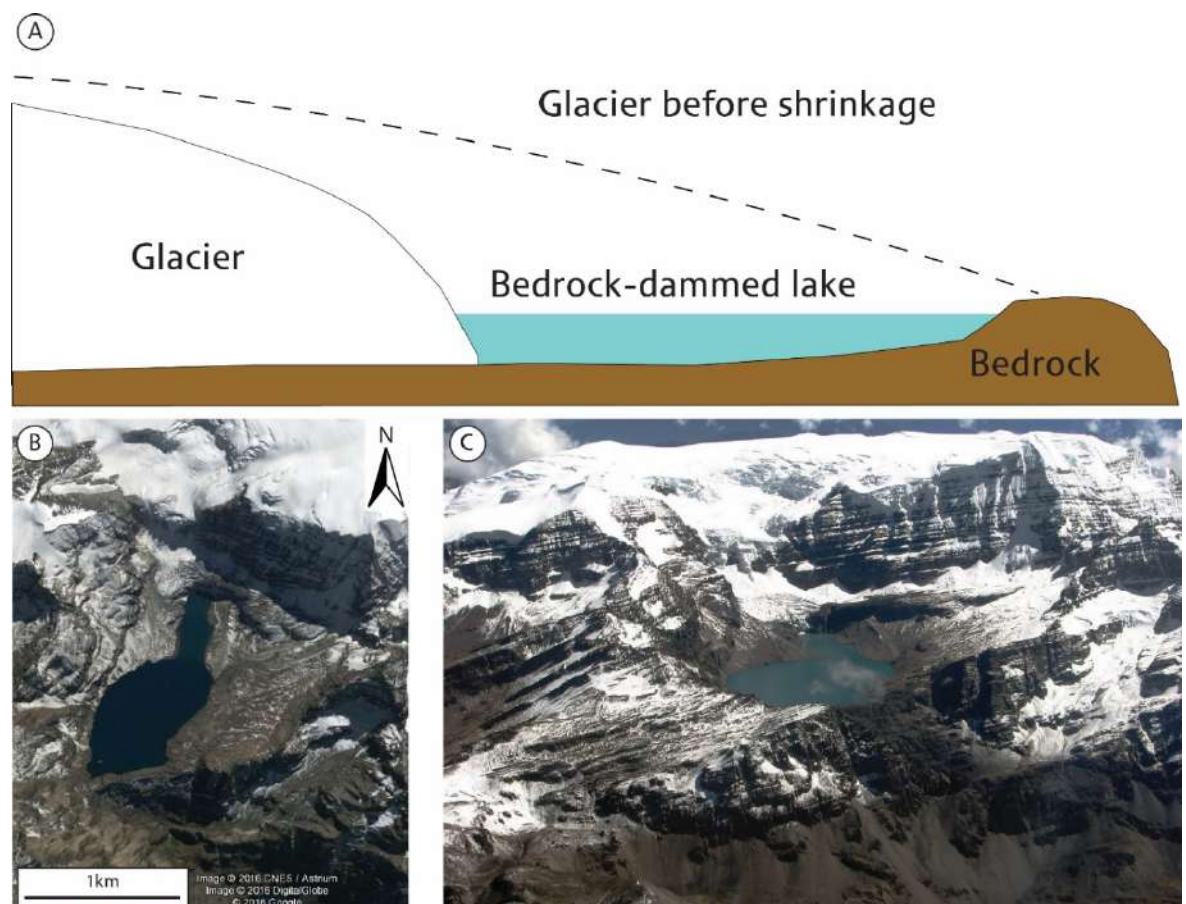 A
Glacier before shrinkage
Glacier
Bedrock-dammed lake
Bedrock
B
N
C
1km
Image © 2016 CNES / Astrium
Image © 2016 DigitalGlobe
© 2016 Google